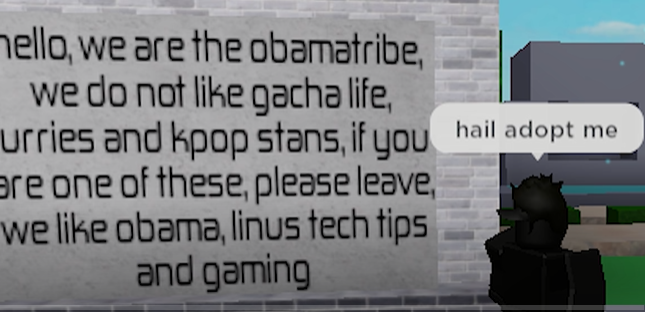 hello, we are the obamatribe,
we do not like gacha life,
urries and kpop stans, if you
are one of these, please leave,
we like obama, linus tech tips
and gaming
hail adopt me